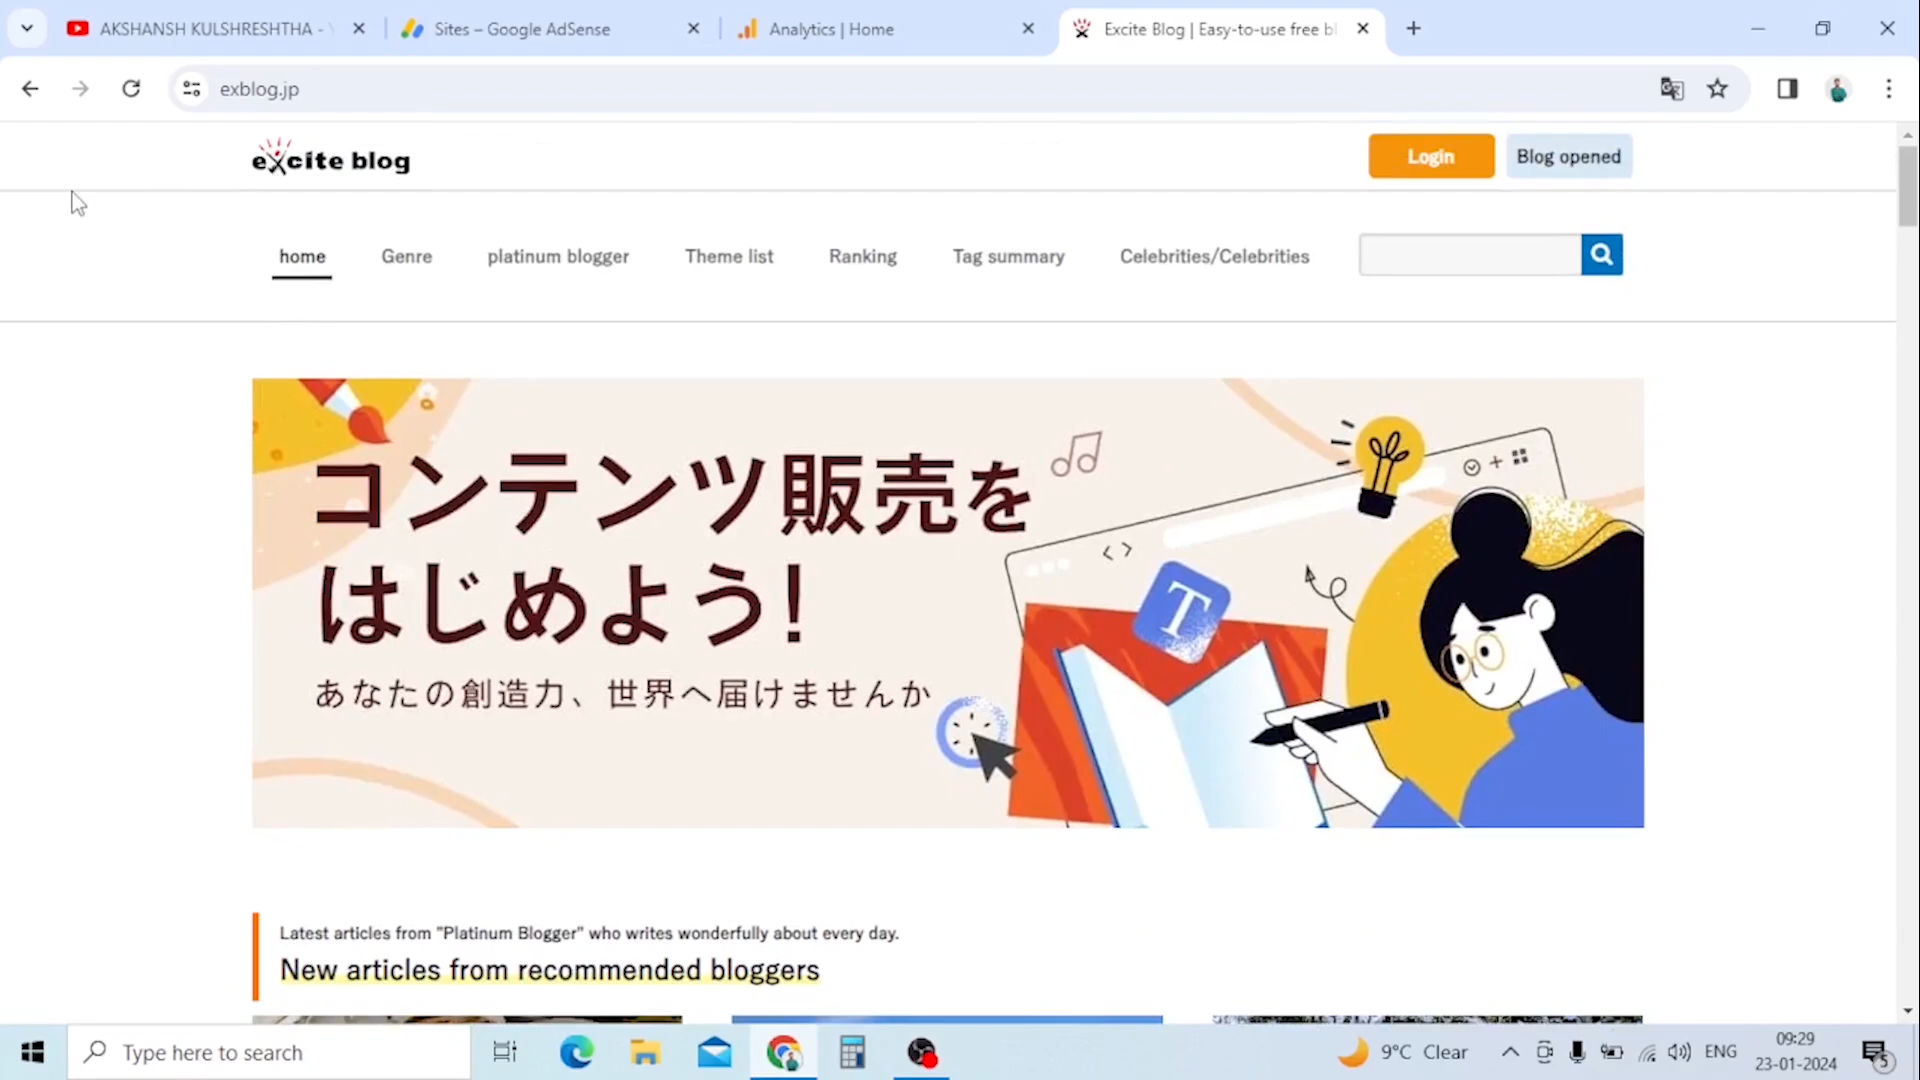 AKSHANSH KULSHRESHTHA -
Sites – Google AdSense
Analytics | Home
Excite Blog | Easy-to-use free bl
exblog.jp
excite blog
Login
Blog opened
home
Genre
platinum blogger
Theme list
Ranking
Tag summary
Celebrities/Celebrities
コンテンツ販売を
はじめよう!
T
あなたの創造力、世界へ届けませんか
Latest articles from "Platinum Blogger" who writes wonderfully about every day.
New articles from recommended bloggers
Type here to search
9°C Clear
ENG
09:29
23-01-2024
5